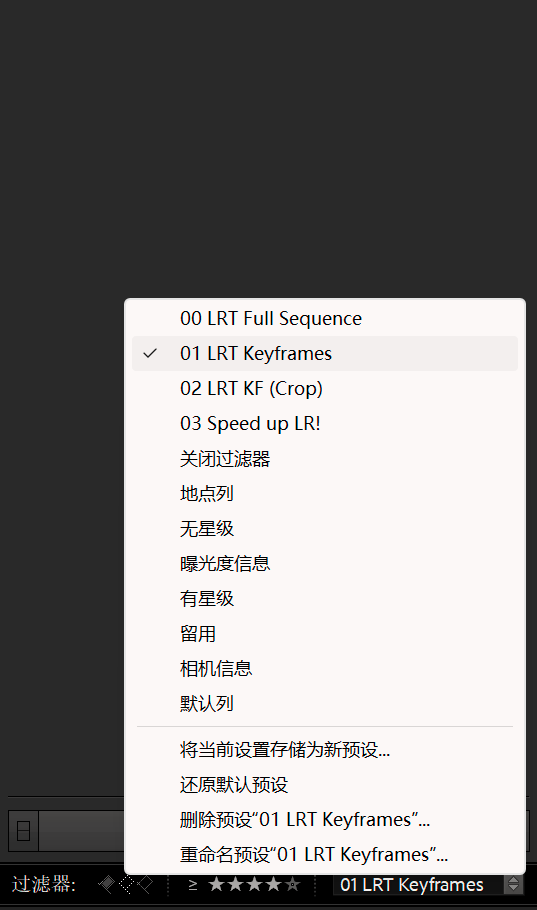 00 LRT Full Sequence
01 LRT Keyframes
02 LRT KF (Crop)
03 Speed up LR!
关闭过滤器
地点列
无星级
曝光度信息
有星级
留用
相机信息
默认列
将当前设置存储为新预设...
还原默认预设
删除预设“01 LRT Keyframes”...
重命名预设“01 LRT Keyframes”...
过滤器: ≥ ★★★★☆ 01 LRT Keyframes